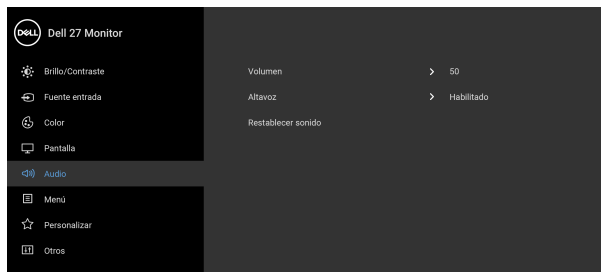 DELL Dell 27 Monitor
Brillo/Contraste
Volumen 50
Fuente entrada
Altavoz Habilitado
Color
Restablecer sonido
Pantalla
Audio
Menú
Personalizar
Otros